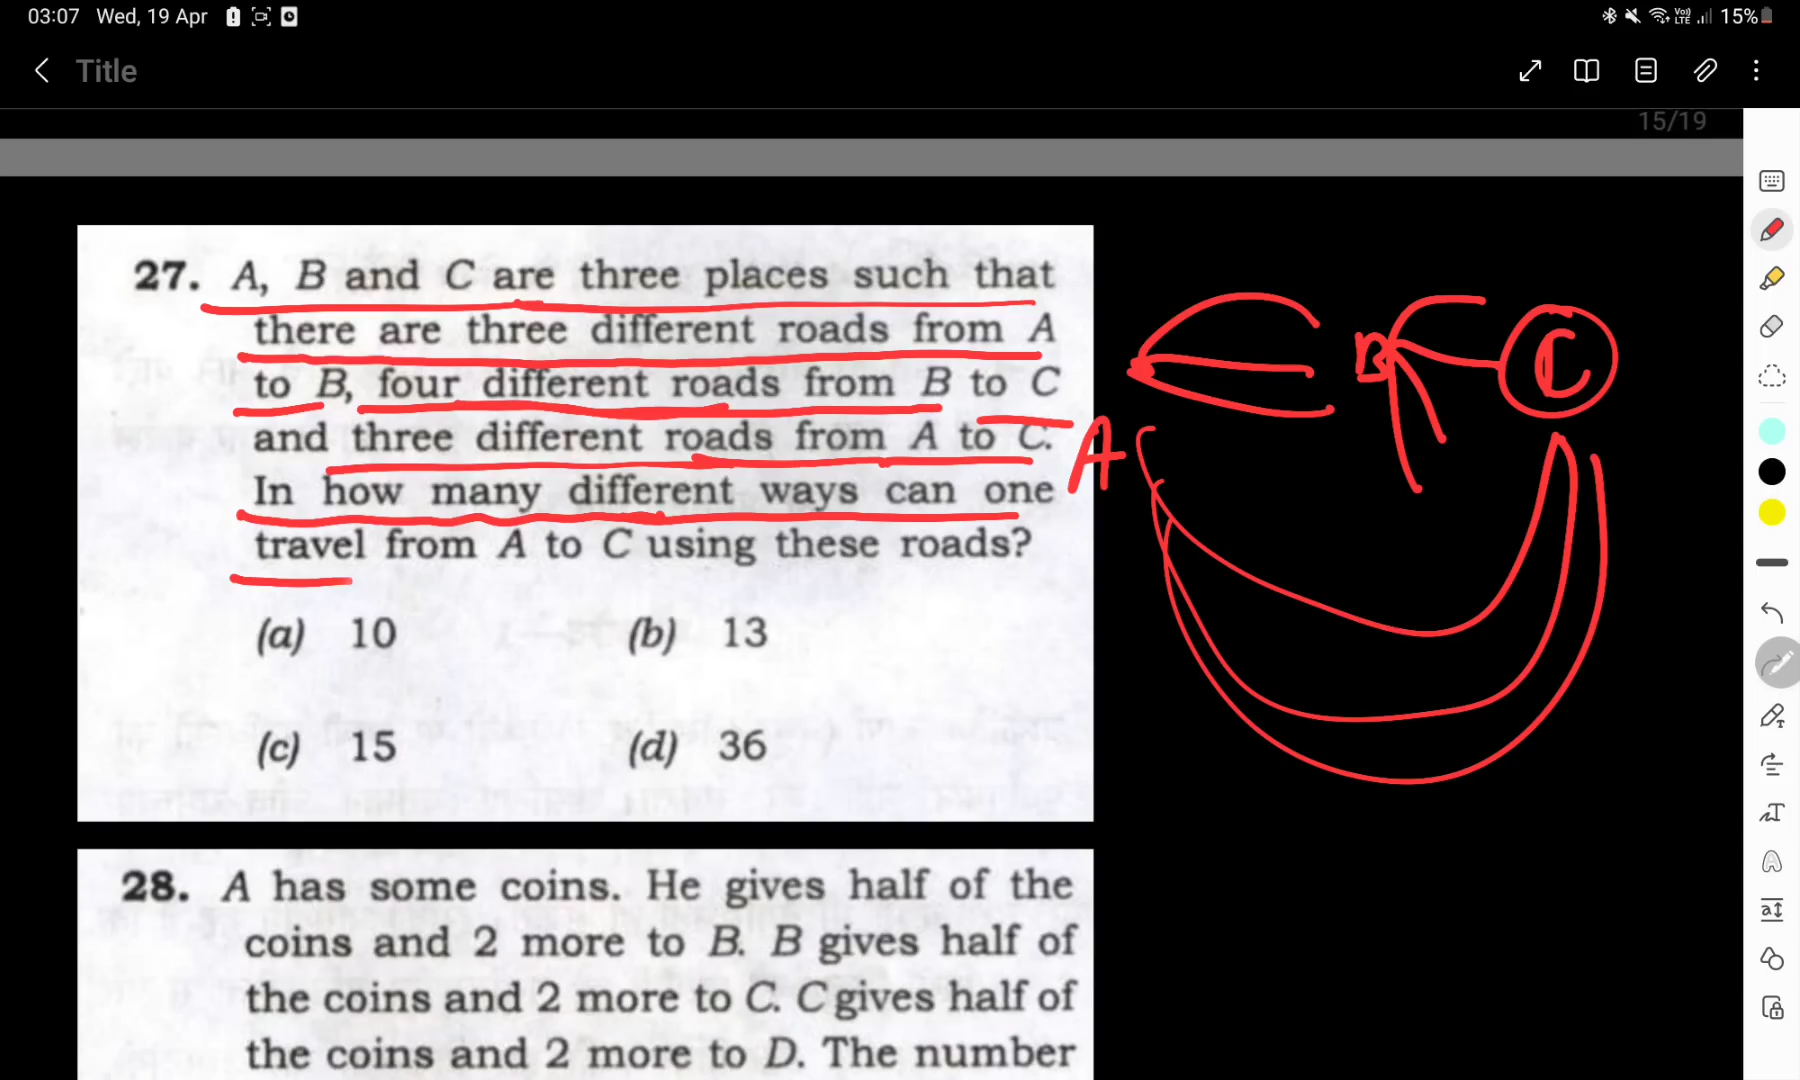 03:07 Wed, 19 Apr
Vo)) LTE 15%
Title
15/19
27. A, B and C are three places such that
there are three different roads from A
to B, four different roads from B to C
and three different roads from A to C.
In how many different ways can one
travel from A to C using these roads?
(a) 10 (b) 13
(c) 15 (d) 36
A B C
28. A has some coins. He gives half of the
coins and 2 more to B. B gives half of
the coins and 2 more to C. C gives half of
the coins and 2 more to D. The number